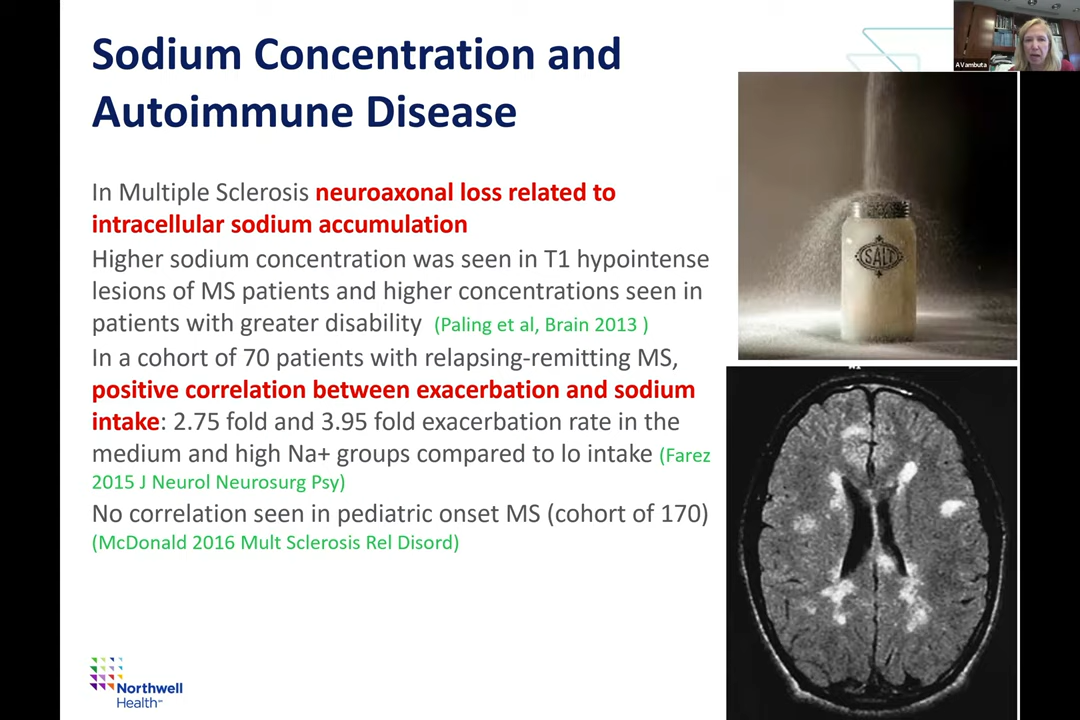 Sodium Concentration and
Autoimmune Disease
AVambuta
In Multiple Sclerosis neuroaxonal loss related to
intracellular sodium accumulation
Higher sodium concentration was seen in T1 hypointense
lesions of MS patients and higher concentrations seen in
patients with greater disability (Paling et al, Brain 2013 )
In a cohort of 70 patients with relapsing-remitting MS,
positive correlation between exacerbation and sodium
intake: 2.75 fold and 3.95 fold exacerbation rate in the
medium and high Na+ groups compared to lo intake (Farez
2015 J Neurol Neurosurg Psy)
No correlation seen in pediatric onset MS (cohort of 170)
(McDonald 2016 Mult Sclerosis Rel Disord)
SALT
Northwell
Health℠